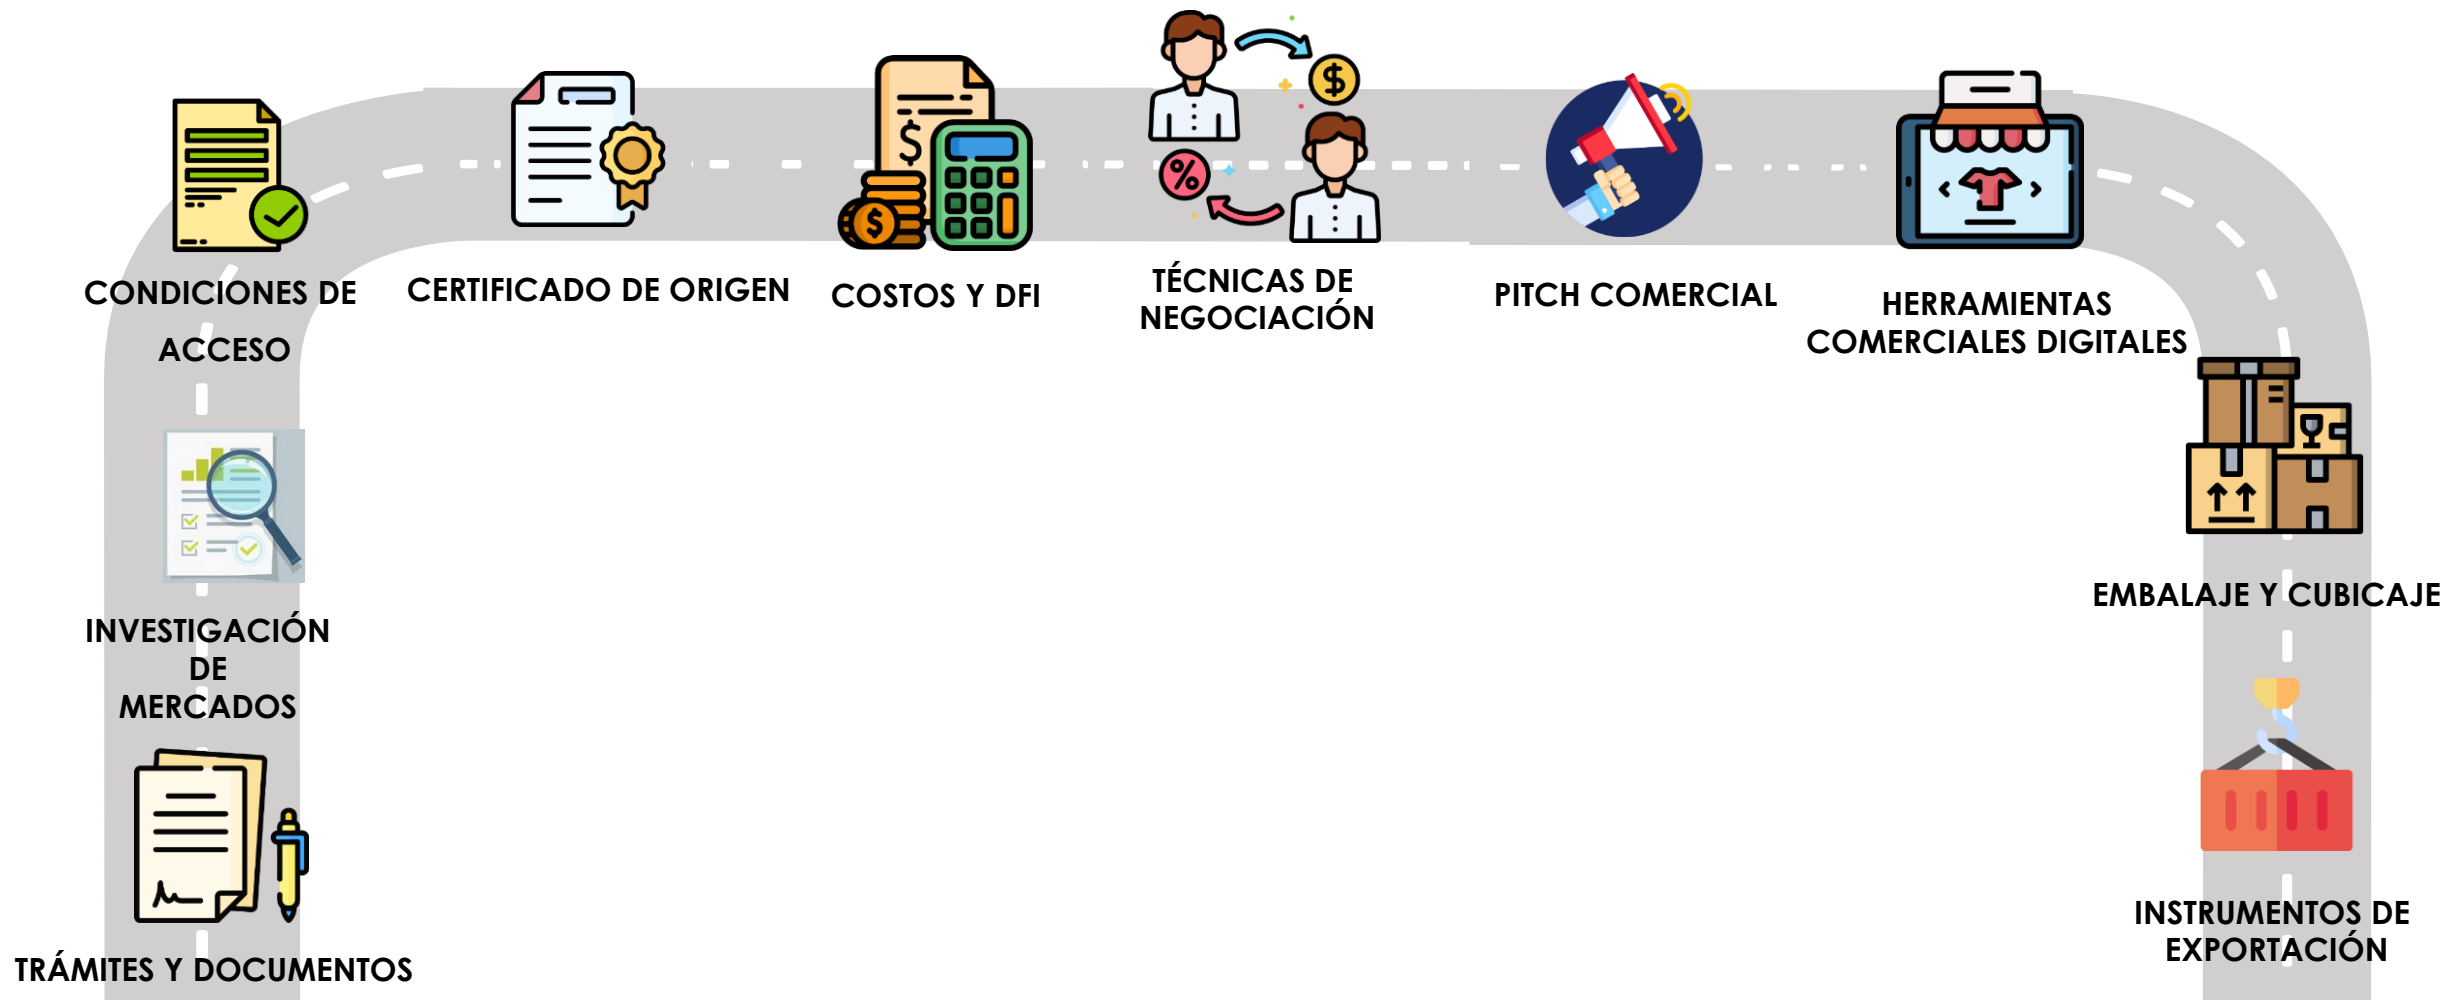 CONDICIONES DE
ACCESO
CERTIFICADO DE ORIGEN
COSTOS Y DFI
TÉCNICAS DE
NEGOCIACIÓN
PITCH COMERCIAL
HERRAMIENTAS
COMERCIALES DIGITALES
INVESTIGACIÓN
DE
MERCADOS
EMBALAJE Y CUBICAJE
TRÁMITES Y DOCUMENTOS
INSTRUMENTOS DE
EXPORTACIÓN